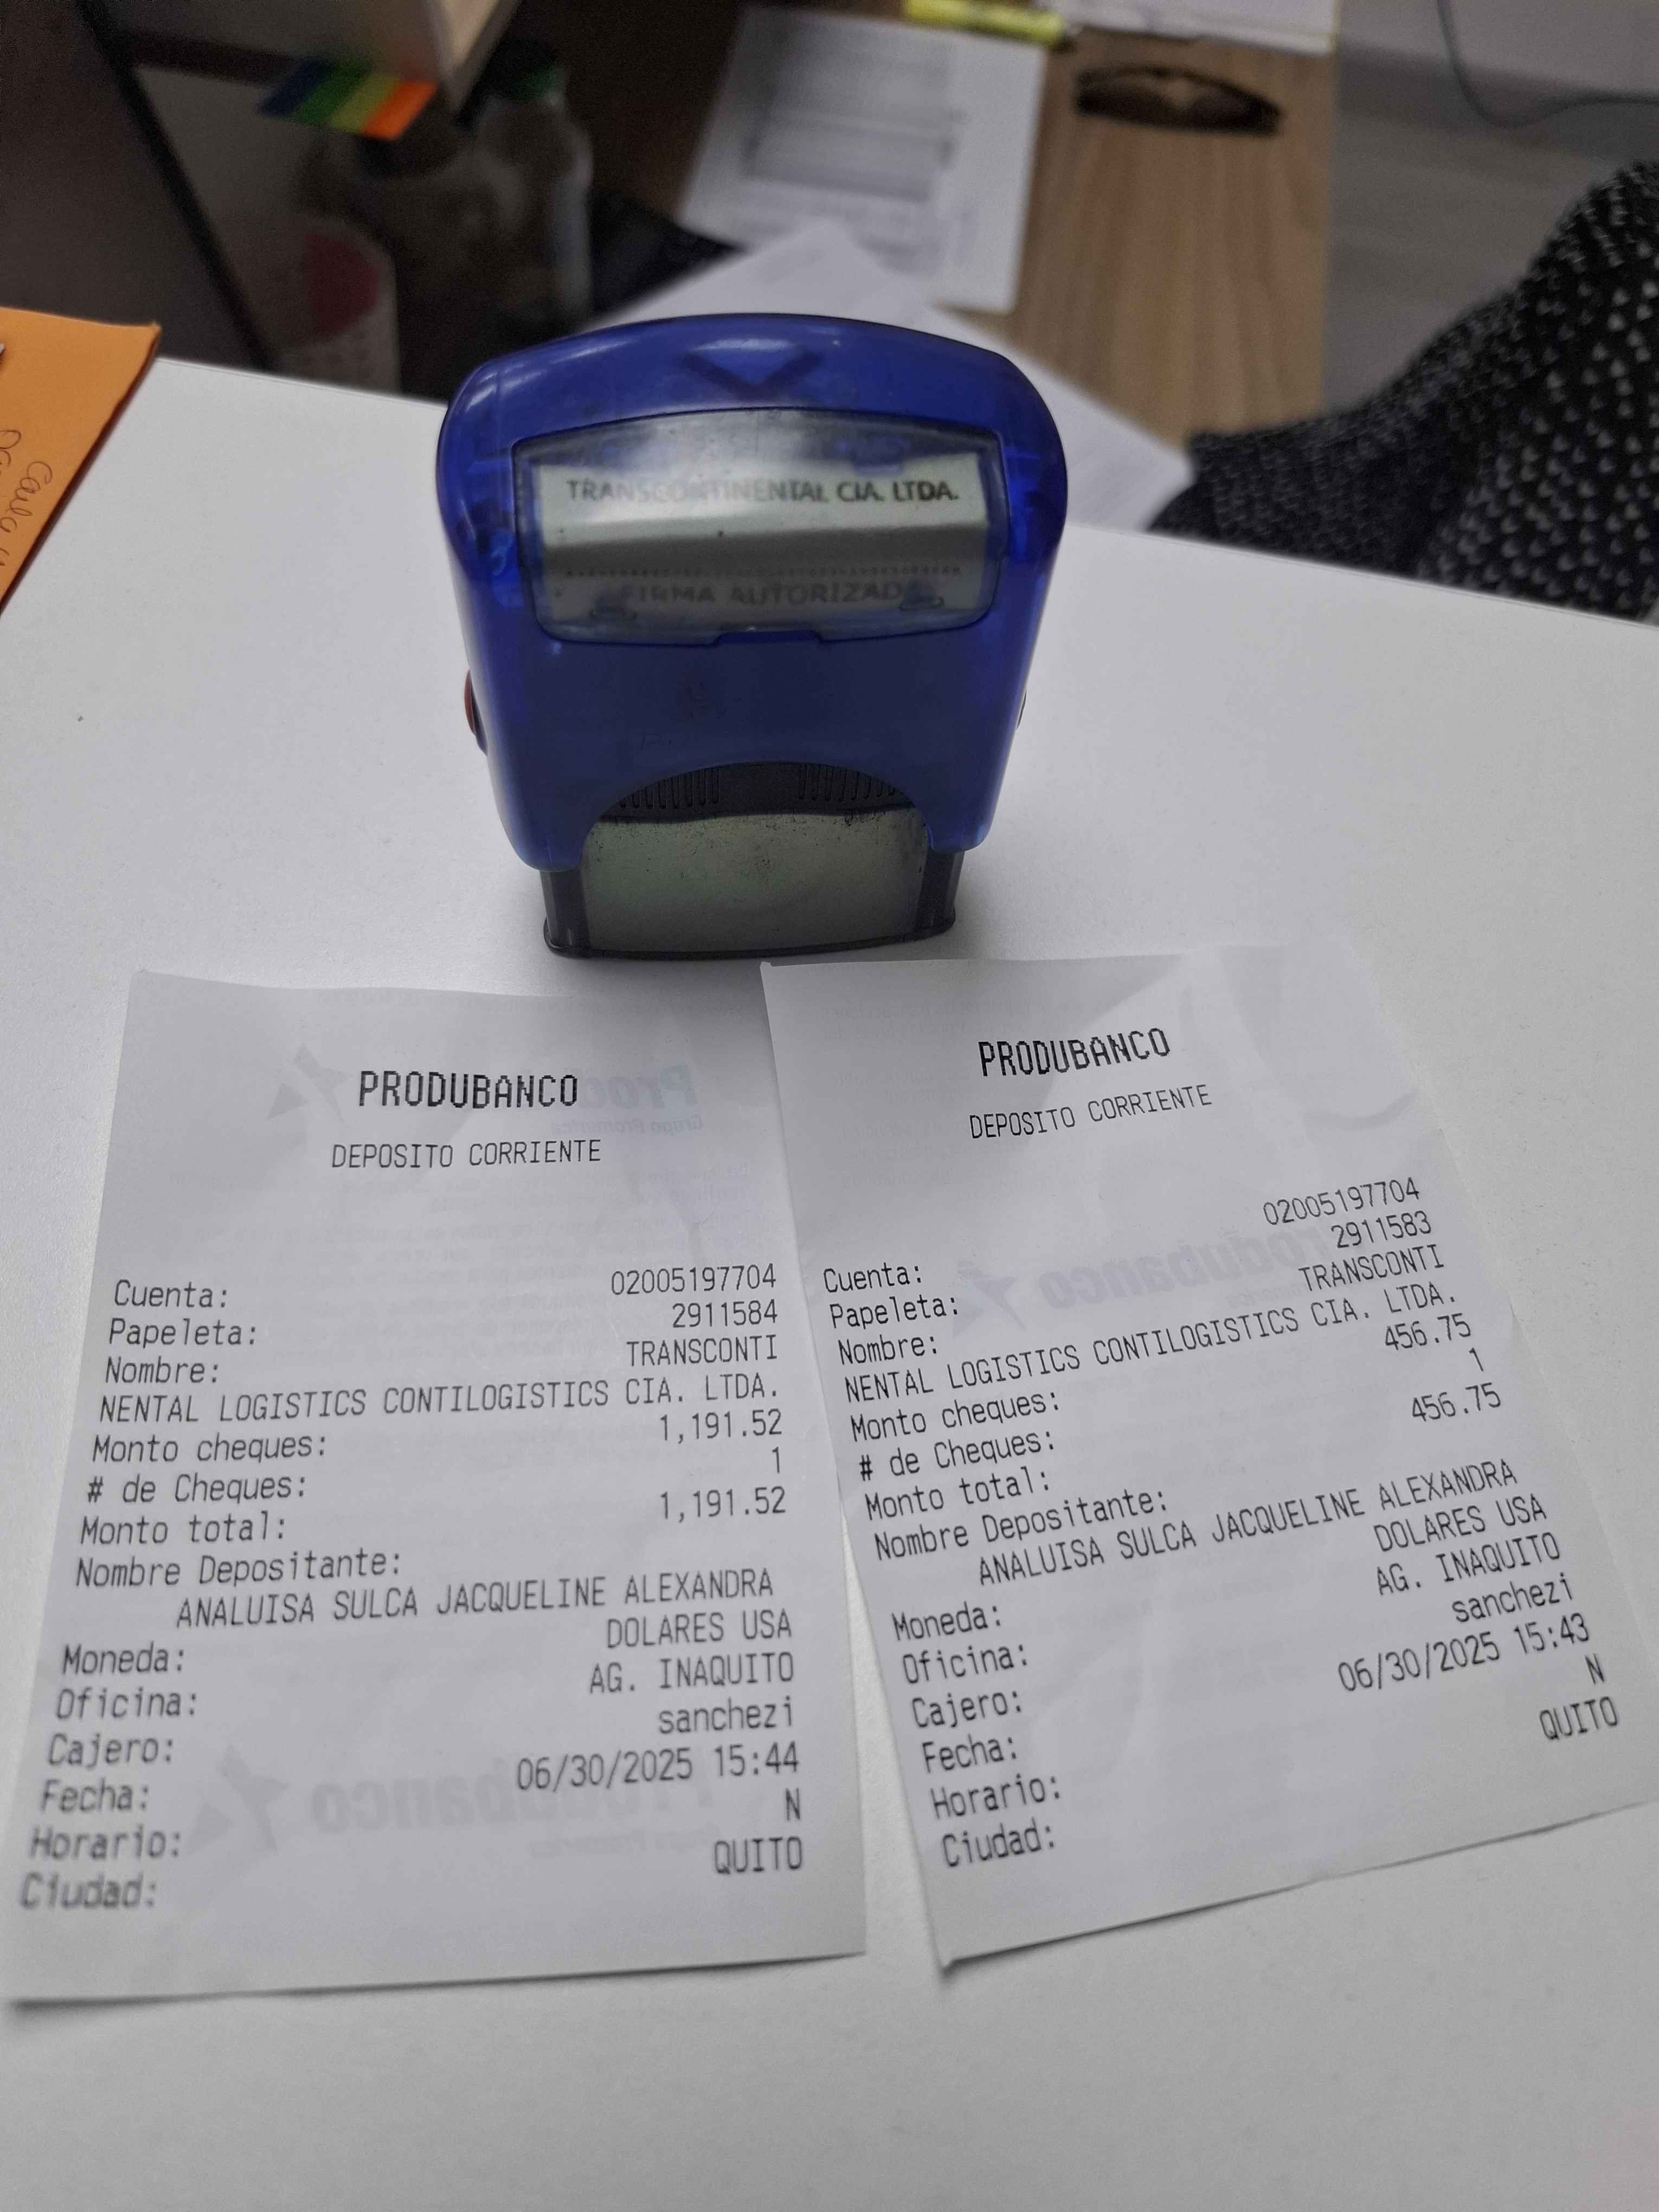 TRANSCONTINENTAL CIA. LTDA.
FIRMA AUTORIZADA
PRODUBANCO
DEPOSITO CORRIENTE
Cuenta: 02005197704
Papeleta: 2911584
Nombre: TRANSCONTI
NENTAL LOGISTICS CONTILOGISTICS CIA. LTDA.
Monto cheques: 1,191.52
# de Cheques: 1
Monto total: 1,191.52
Nombre Depositante:
ANALUISA SULCA JACQUELINE ALEXANDRA
Moneda: DOLARES USA
Oficina: AG. INAQUITO
Cajero: sanchezi
Fecha: 06/30/2025 15:44
Horario: N
Ciudad: QUITO
PRODUBANCO
DEPOSITO CORRIENTE
Cuenta: 02005197704
Papeleta: 2911583
Nombre: TRANSCONTI
NENTAL LOGISTICS CONTILOGISTICS CIA. LTDA.
Monto cheques: 456.75
# de Cheques: 1
Monto total: 456.75
Nombre Depositante:
ANALUISA SULCA JACQUELINE ALEXANDRA
Moneda: DOLARES USA
Oficina: AG. INAQUITO
Cajero: sanchezi
Fecha: 06/30/2025 15:43
Horario: N
Ciudad: QUITO